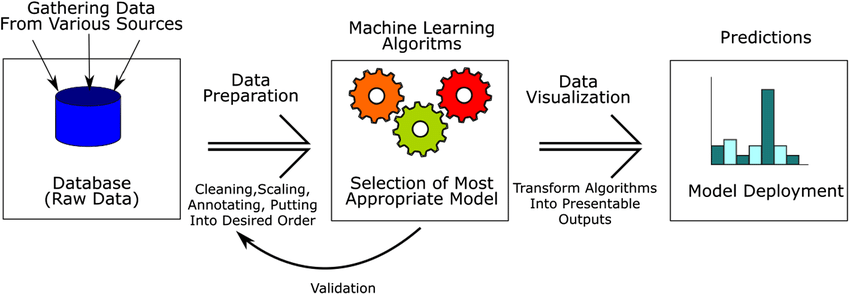 Gathering Data
From Various Sources
Database
(Raw Data)
Data
Preparation
Cleaning,Scaling,
Annotating, Putting
Into Desired Order
Machine Learning
Algoritms
Selection of Most
Appropriate Model
Validation
Data
Visualization
Transform Algorithms
Into Presentable
Outputs
Predictions
Model Deployment